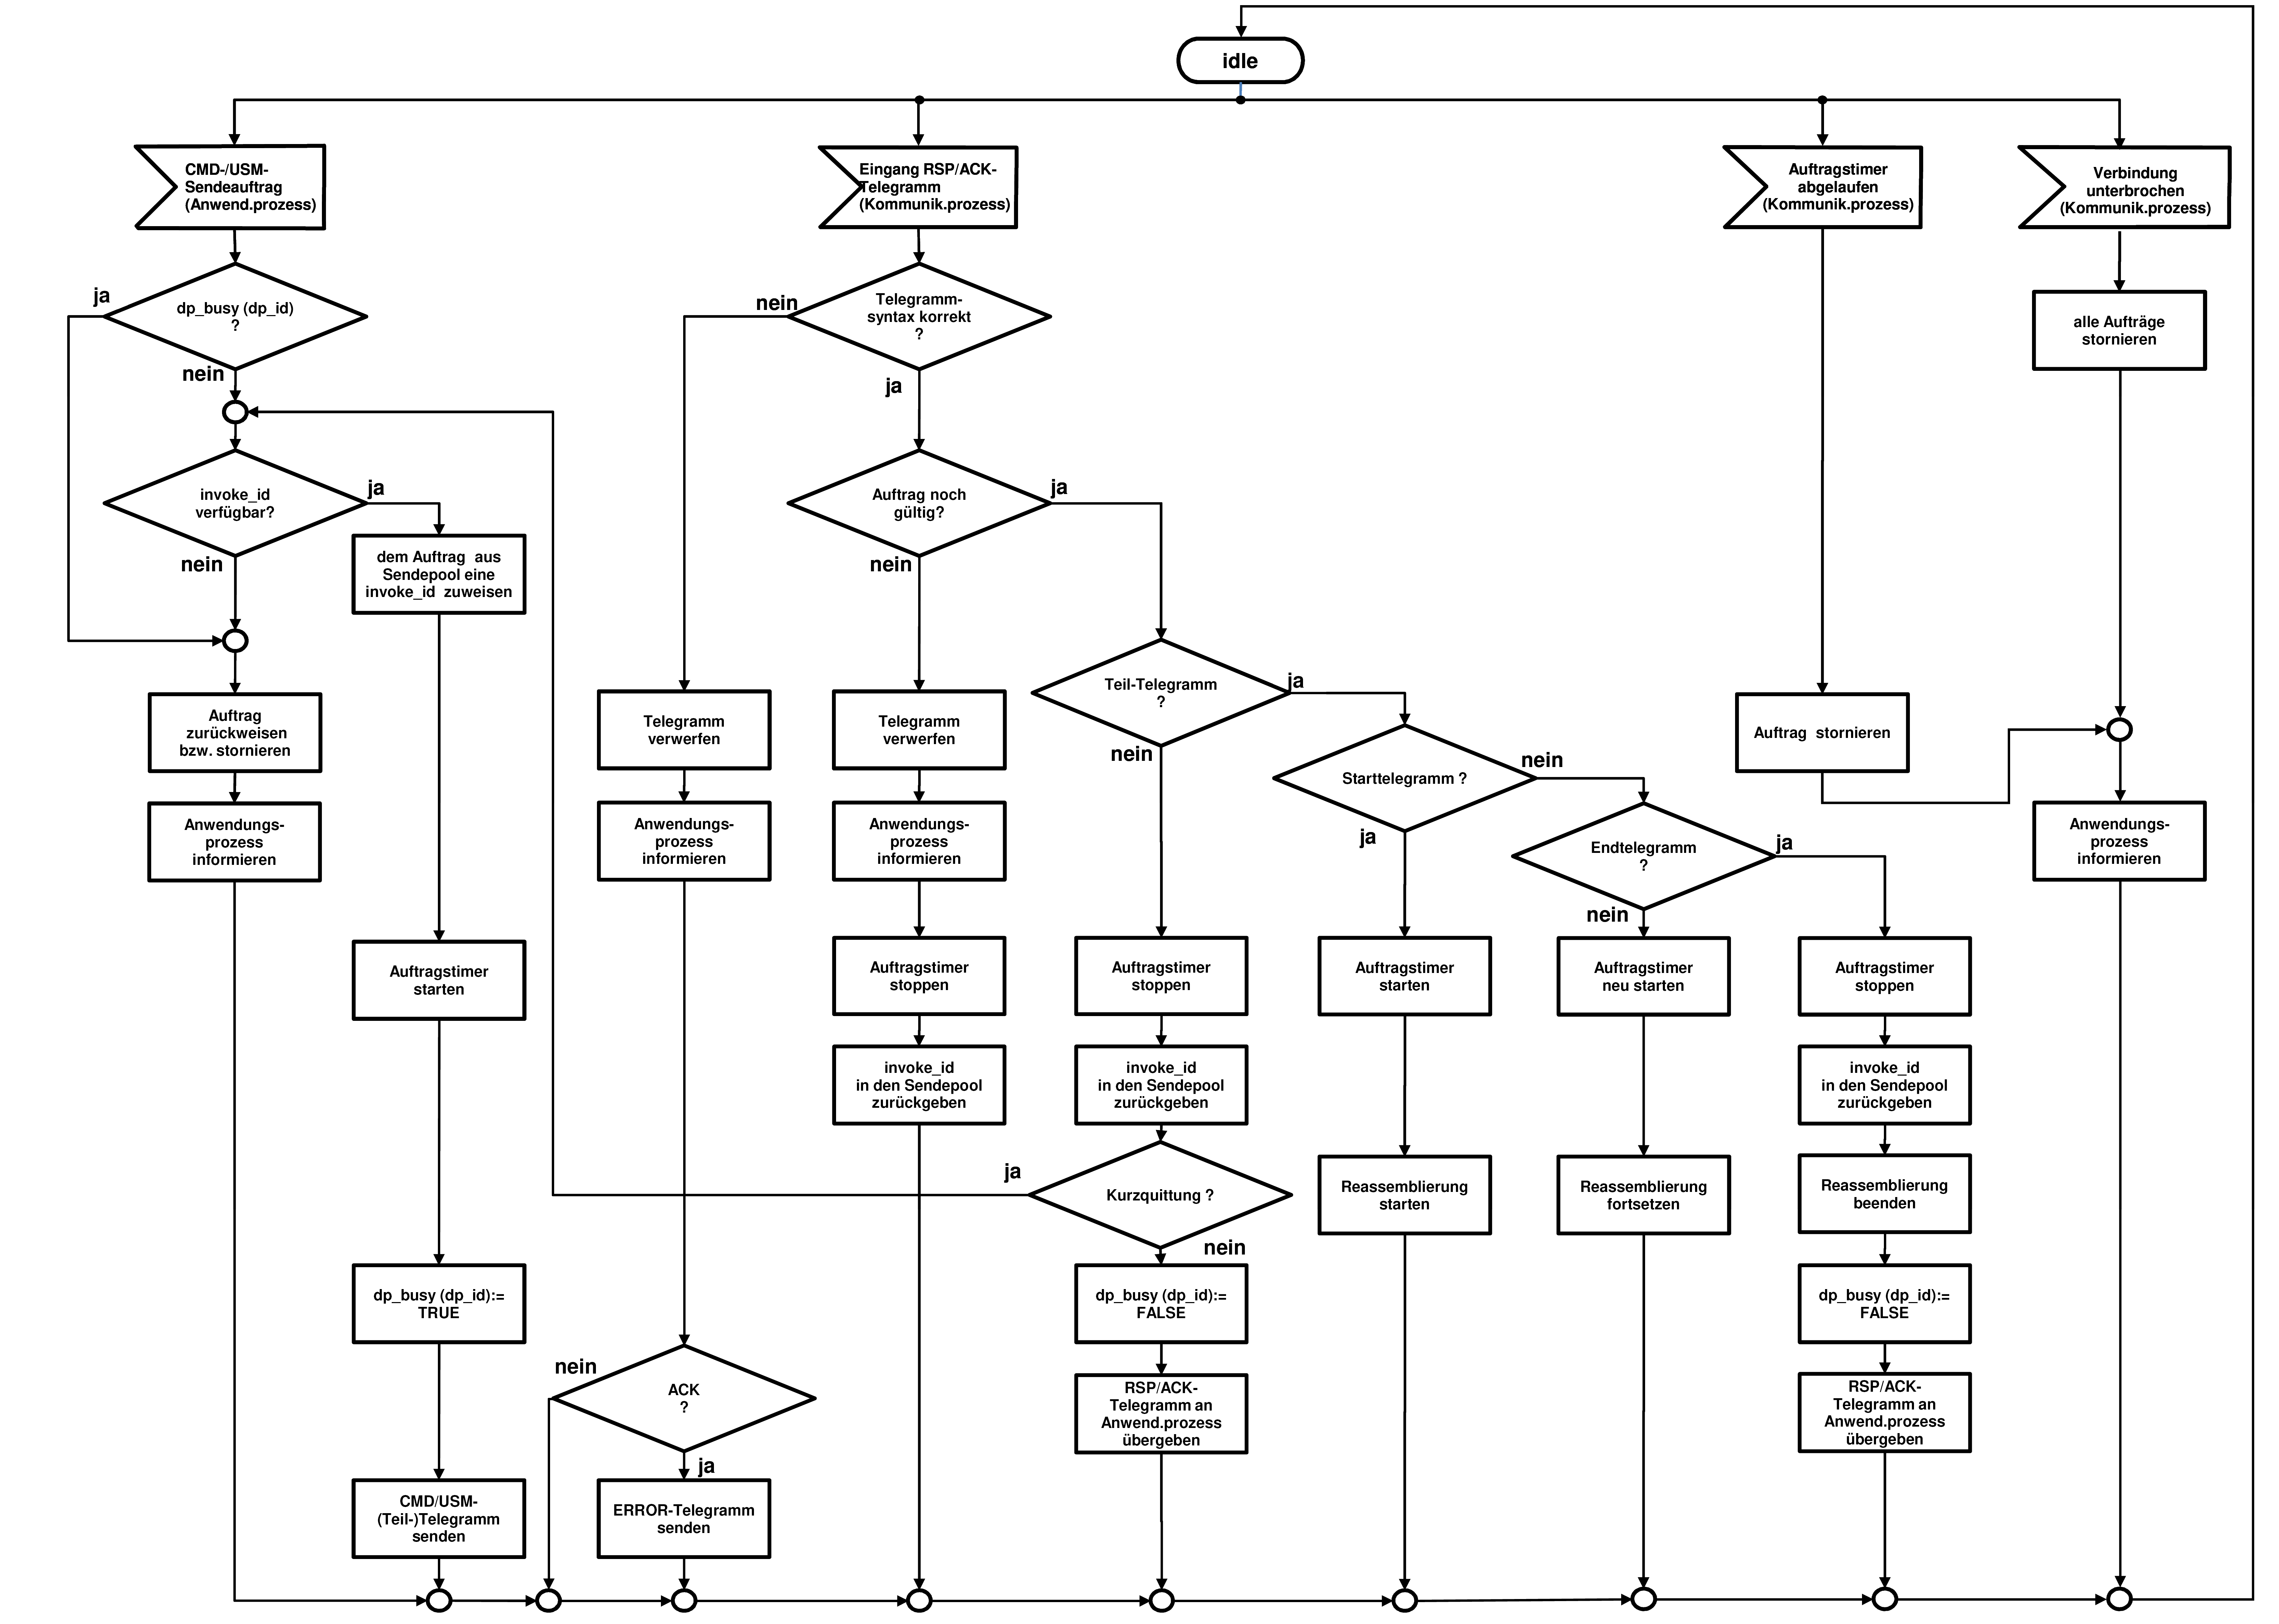 idle
CMD-/USM-
Sendeauftrag
(Anwend.prozess)
Eingang RSP/ACK-
Telegramm
(Kommunik.prozess)
Auftragstimer
abgelaufen
(Kommunik.prozess)
Verbindung
unterbrochen
(Kommunik.prozess)
ja
dp_busy (dp_id)
?
nein
nein
Telegramm-
syntax korrekt
?
ja
alle Aufträge
stornieren
invoke_id
verfügbar?
ja
nein
dem Auftrag aus
Sendepool eine
invoke_id zuweisen
Auftrag noch
gültig?
ja
nein
Auftrag
zurückweisen
bzw. stornieren
Telegramm
verwerfen
Telegramm
verwerfen
Teil-Telegramm
?
ja
nein
Starttelegramm ?
nein
ja
Auftrag stornieren
Anwendungs-
prozess
informieren
Anwendungs-
prozess
informieren
Anwendungs-
prozess
informieren
Endtelegramm
?
ja
nein
Anwendungs-
prozess
informieren
Auftragstimer
starten
Auftragstimer
stoppen
Auftragstimer
stoppen
Auftragstimer
starten
Auftragstimer
neu starten
Auftragstimer
stoppen
invoke_id
in den Sendepool
zurückgeben
invoke_id
in den Sendepool
zurückgeben
invoke_id
in den Sendepool
zurückgeben
ja
Kurzquittung ?
nein
Reassemblierung
starten
Reassemblierung
fortsetzen
Reassemblierung
beenden
dp_busy (dp_id):=
TRUE
dp_busy (dp_id):=
FALSE
dp_busy (dp_id):=
FALSE
nein
ACK
?
ja
RSP/ACK-
Telegramm an
Anwend.prozess
übergeben
RSP/ACK-
Telegramm an
Anwend.prozess
übergeben
CMD/USM-
(Teil-)Telegramm
senden
ERROR-Telegramm
senden